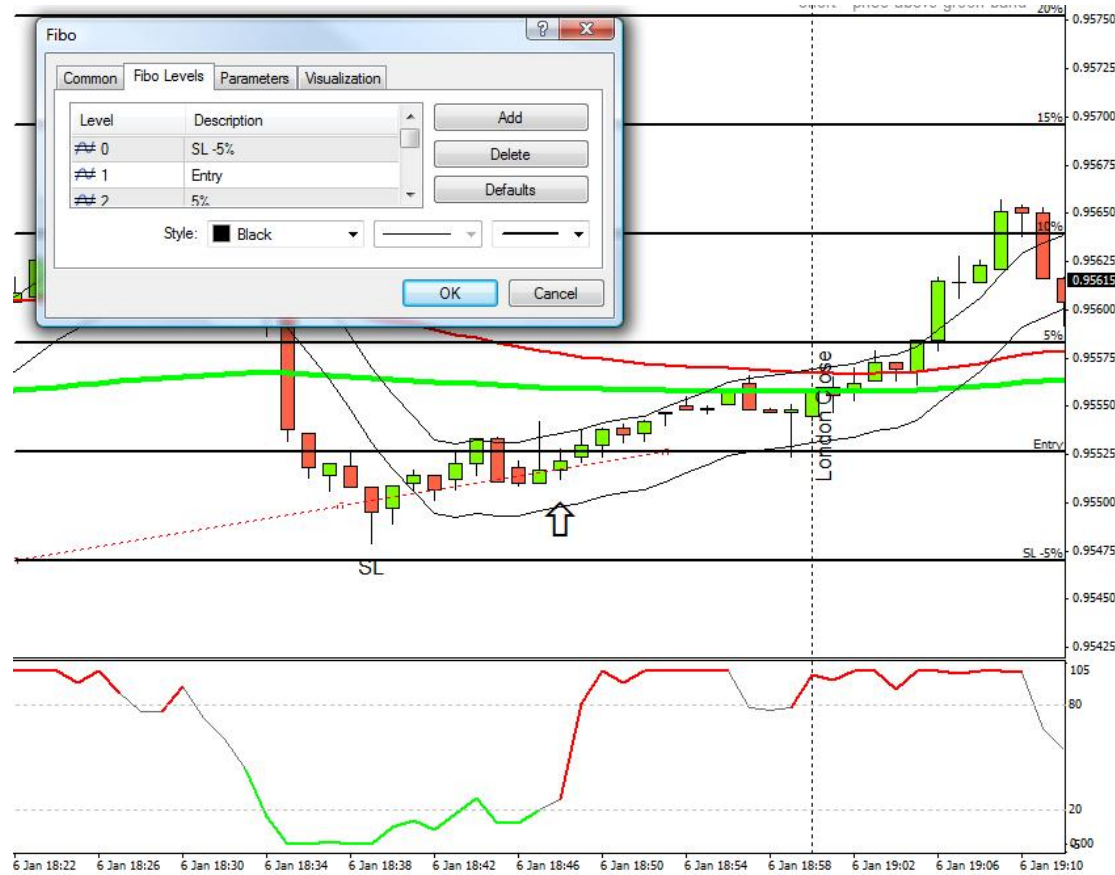 short - price above green band
20%
Fibo
Common Fibo Levels Parameters Visualization
Level Description
0 SL -5%
1 Entry
2 5%
Add
Delete
Defaults
Style: Black
OK Cancel
15%
10%
5%
Entry
SL -5%
SL
London Close
0.95750
0.95725
0.95700
0.95675
0.95650
0.95625
0.95615
0.95600
0.95575
0.95550
0.95525
0.95500
0.95475
0.95450
0.95425
105
80
20
6 Jan 18:22 6 Jan 18:26 6 Jan 18:30 6 Jan 18:34 6 Jan 18:38 6 Jan 18:42 6 Jan 18:46 6 Jan 18:50 6 Jan 18:54 6 Jan 18:58 6 Jan 19:02 6 Jan 19:06 6 Jan 19:10